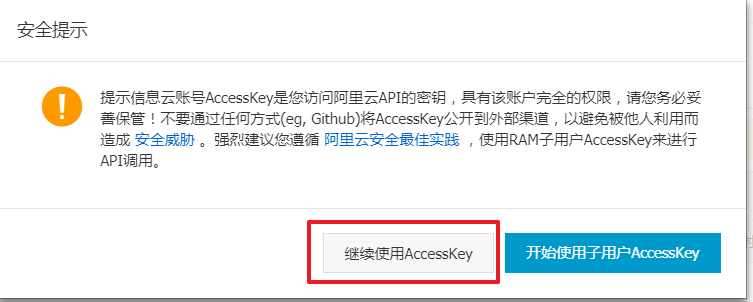 安全提示
提示信息云账号AccessKey是您访问阿里云API的密钥，具有该账户完全的权限，请您务必妥
善保管！不要通过任何方式(eg, Github)将AccessKey公开到外部渠道，以避免被他人利用而
造成 安全威胁 。强烈建议您遵循 阿里云安全最佳实践 ，使用RAM子用户AccessKey来进行
API调用。
继续使用AccessKey
开始使用子用户AccessKey